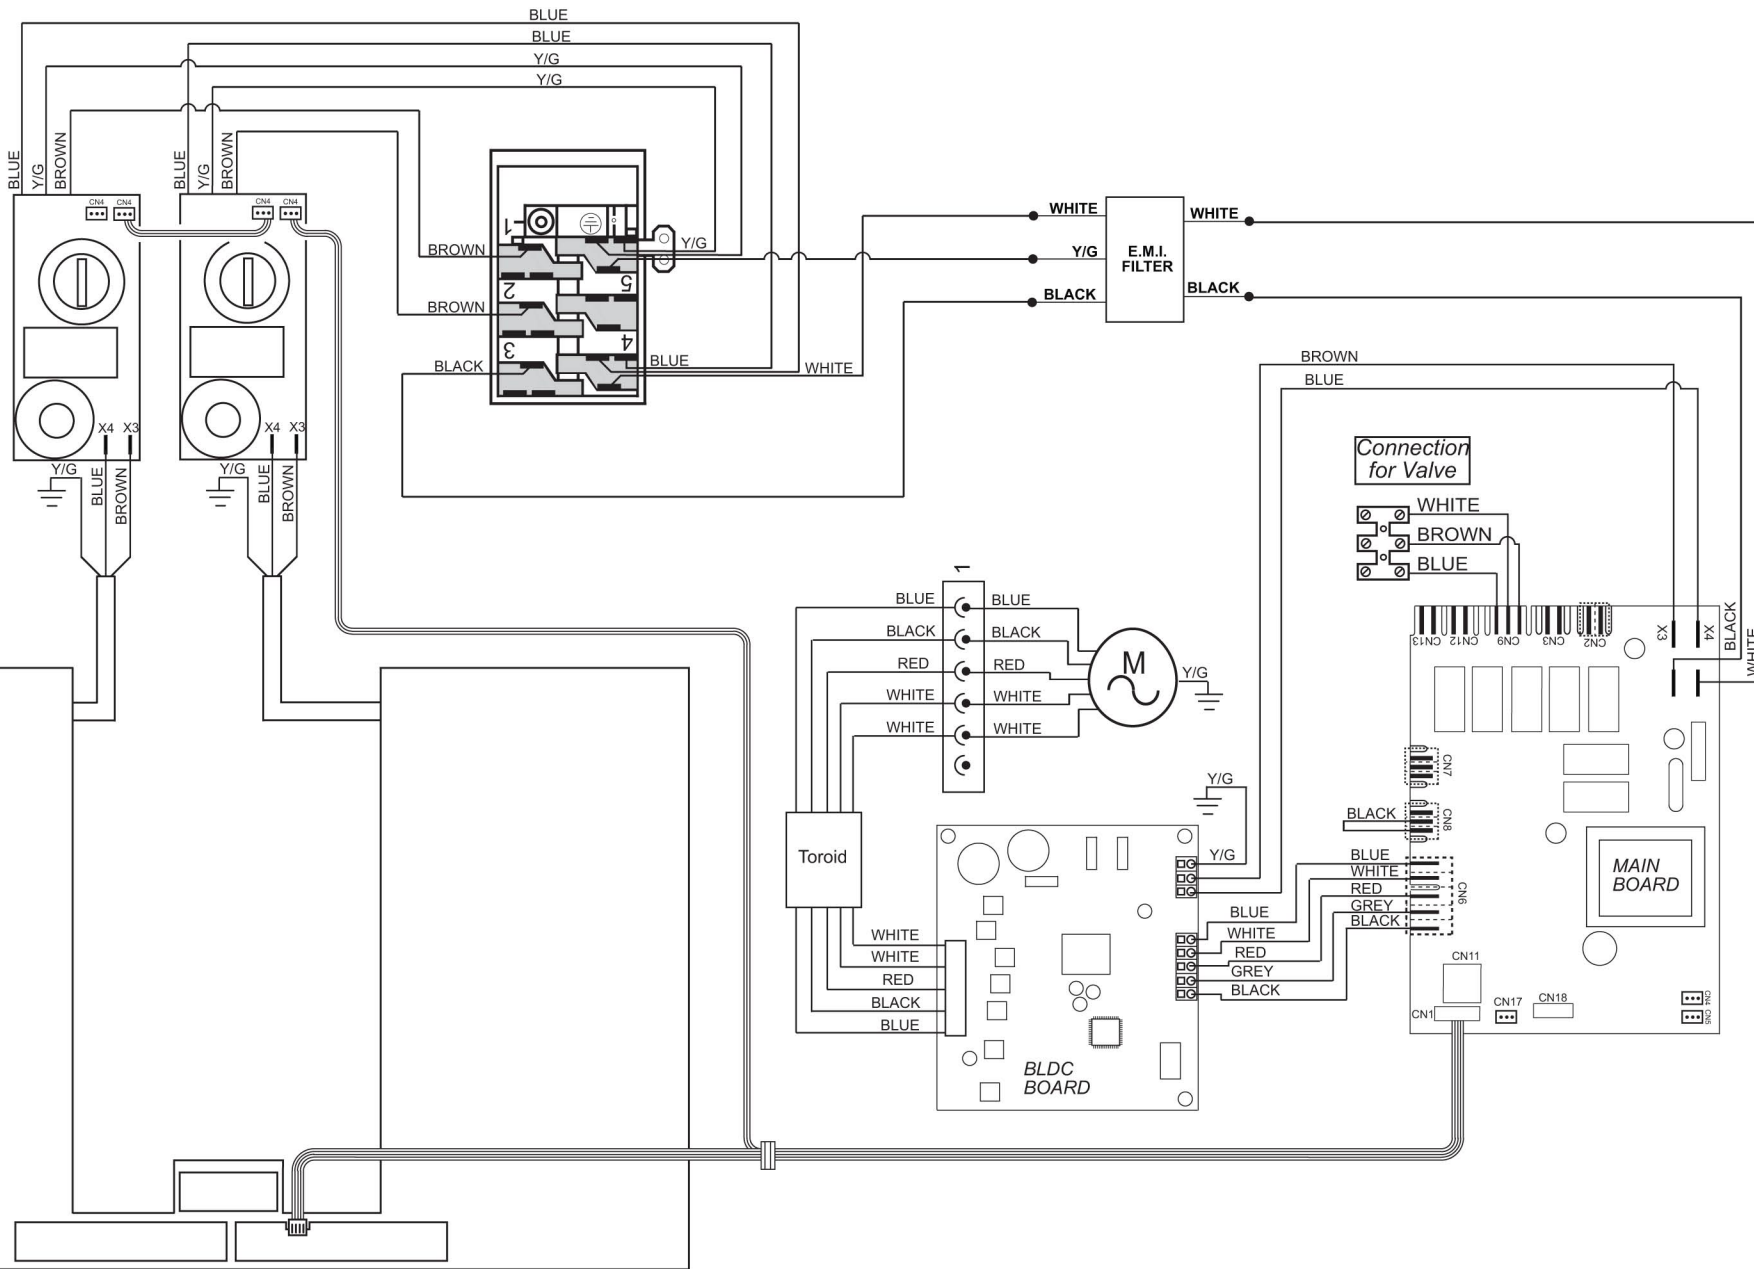 BLUE
BLUE
Y/G
Y/G
BLUE
Y/G
BROWN
BLUE
Y/G
BROWN
CN4
CN4
CN4
CN4
1
BROWN
Y/G
2
5
BROWN
3
4
BLACK
BLUE
WHITE
WHITE
Y/G
BLACK
E.M.I.
FILTER
WHITE
BLACK
X4
X3
X4
X3
Y/G
BLUE
BROWN
Y/G
BLUE
BROWN
BROWN
BLUE
Connection
for Valve
WHITE
BROWN
BLUE
1
BLUE
BLUE
BLACK
BLACK
RED
RED
WHITE
WHITE
WHITE
WHITE
M
Y/G
CN13
CN12
CN9
CN3
CN2
X3
X4
BLACK
WHITE
CN7
CN8
BLACK
Y/G
Y/G
Toroid
BLUE
WHITE
RED
GREY
BLACK
CN6
MAIN
BOARD
BLUE
WHITE
RED
GREY
BLACK
WHITE
WHITE
RED
BLACK
BLUE
BLDC
BOARD
CN11
CN1
CN17
CN18
CN4
CN5